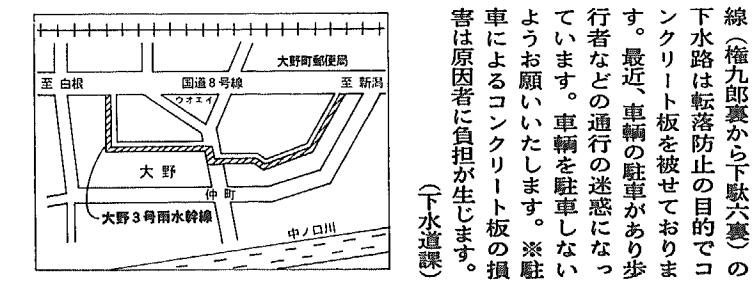 線（権九郎裏から下駄六裏）の
下水路は転落防止の目的でコ
ンクリート板を被せておりま
す。最近、車輌の駐車があり歩
行者などの通行の迷惑になっ
ています。車輌を駐車しない
ようお願いいたします。※駐
車によるコンクリート板の損
害は原因者に負担が生じます。
（下水道課）
大野町郵便局
至 白根
国道8号線
至 新潟
ウオエイ
大野
仲町
大野3号雨水幹線
中ノ口川